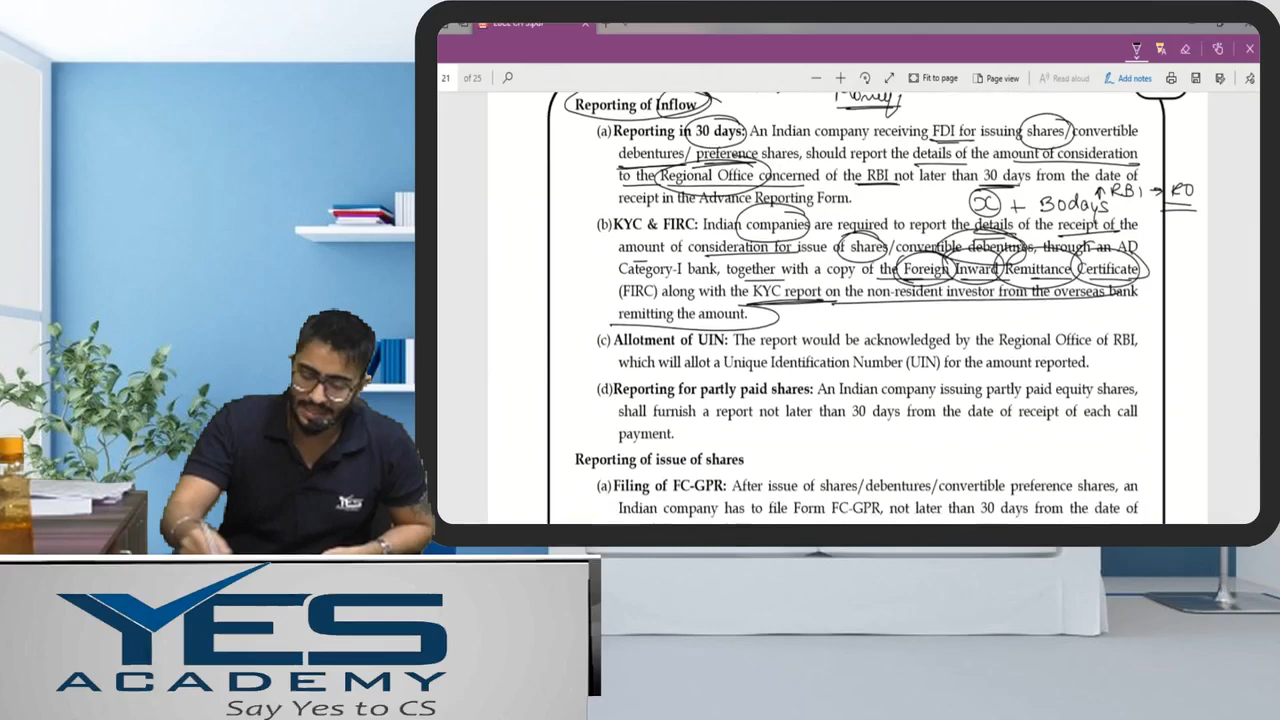 21 of 25
Fit to page
Page view
Read aloud
Add notes
Money
Reporting of Inflow
(a) Reporting in 30 days: An Indian company receiving FDI for issuing shares/convertible
debentures/ preference shares, should report the details of the amount of consideration
to the Regional Office concerned of the RBI not later than 30 days from the date of
receipt in the Advance Reporting Form.
x + 30 days
RBI → RO
(b) KYC & FIRC: Indian companies are required to report the details of the receipt of the
amount of consideration for issue of shares/convertible debentures, through an AD
Category-I bank, together with a copy of the Foreign Inward Remittance Certificate
(FIRC) along with the KYC report on the non-resident investor from the overseas bank
remitting the amount.
(c) Allotment of UIN: The report would be acknowledged by the Regional Office of RBI,
which will allot a Unique Identification Number (UIN) for the amount reported.
(d)Reporting for partly paid shares: An Indian company issuing partly paid equity shares,
shall furnish a report not later than 30 days from the date of receipt of each call
payment.
Reporting of issue of shares
(a) Filing of FC-GPR: After issue of shares/debentures/convertible preference shares, an
Indian company has to file Form FC-GPR, not later than 30 days from the date of
YES
YES
ACADEMY
Say Yes to CS